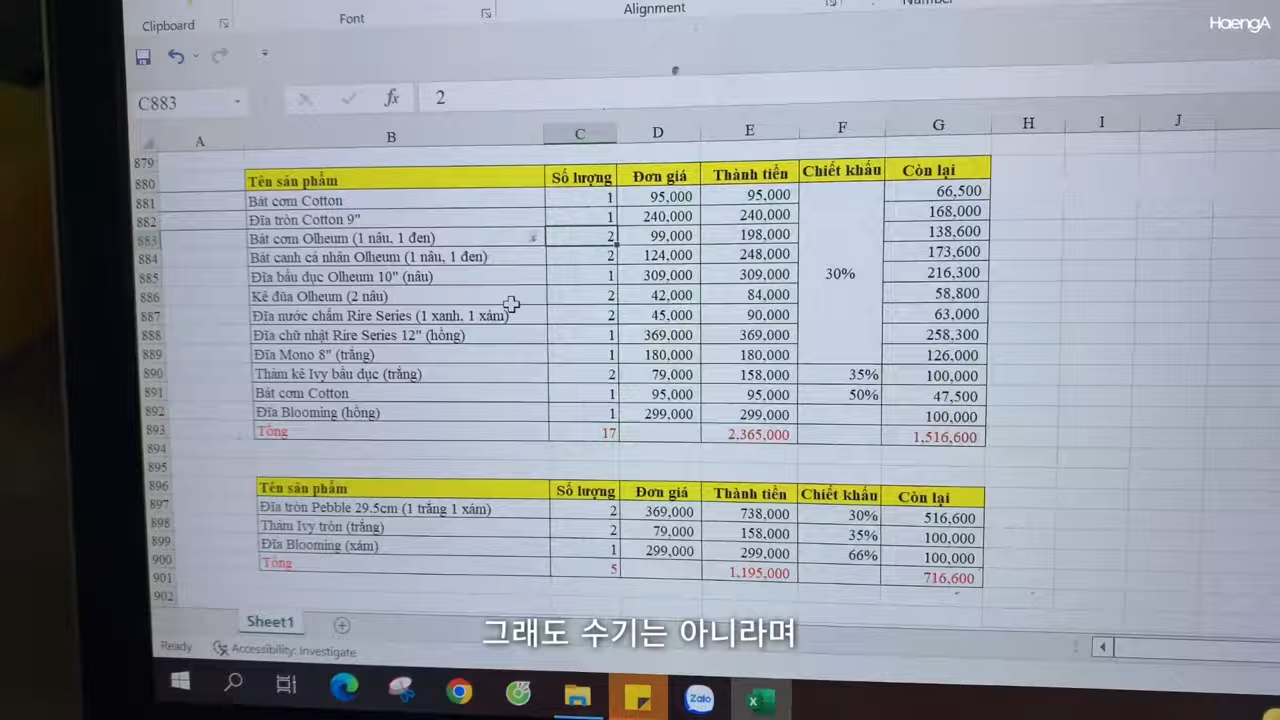 Clipboard Font Alignment
HaengA
C883 fx 2
A B C D E F G H I J
879
880 Tên sản phẩm Số lượng Đơn giá Thành tiền Chiết khấu Còn lại
881 Bát cơm Cotton 1 95,000 95,000 66,500
882 Đĩa tròn Cotton 9" 1 240,000 240,000 168,000
883 Bát cơm Olheum (1 nâu, 1 đen) 2 99,000 198,000 138,600
884 Bát canh cá nhân Olheum (1 nâu, 1 đen) 2 124,000 248,000 173,600
885 Đĩa bầu dục Olheum 10" (nâu) 1 309,000 309,000 30% 216,300
886 Kê đũa Olheum (2 nâu) 2 42,000 84,000 58,800
887 Đĩa nước chấm Rire Series (1 xanh, 1 xám) 2 45,000 90,000 63,000
888 Đĩa chữ nhật Rire Series 12" (hồng) 1 369,000 369,000 258,300
889 Đĩa Mono 8" (trắng) 1 180,000 180,000 126,000
890 Thảm kê Ivy bầu dục (trắng) 2 79,000 158,000 35% 100,000
891 Bát cơm Cotton 1 95,000 95,000 50% 47,500
892 Đĩa Blooming (hồng) 1 299,000 299,000 100,000
893 Tổng 17 2,365,000 1,516,600
894
895
896 Tên sản phẩm Số lượng Đơn giá Thành tiền Chiết khấu Còn lại
897 Đĩa tròn Pebble 29.5cm (1 trắng 1 xám) 2 369,000 738,000 30% 516,600
898 Thảm Ivy tròn (trắng) 2 79,000 158,000 35% 100,000
899 Đĩa Blooming (xám) 1 299,000 299,000 66% 100,000
900 Tổng 5 1,195,000 716,600
901
902
Sheet1
그래도 수기는 아니라며
Ready Accessibility: Investigate
Zalo